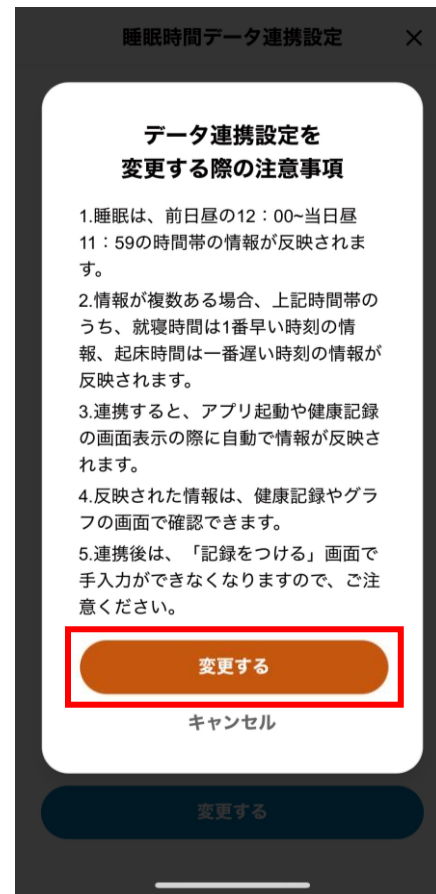 睡眠時間データ連携設定 ×
データ連携設定を
変更する際の注意事項
1.睡眠は、前日昼の12：00~当日昼
11：59の時間帯の情報が反映されま
す。
2.情報が複数ある場合、上記時間帯の
うち、就寝時間は1番早い時刻の情
報、起床時間は一番遅い時刻の情報が
反映されます。
3.連携すると、アプリ起動や健康記録
の画面表示の際に自動で情報が反映さ
れます。
4.反映された情報は、健康記録やグラ
フの画面で確認できます。
5.連携後は、「記録をつける」画面で
手入力ができなくなりますので、ご注
意ください。
変更する
キャンセル
変更する